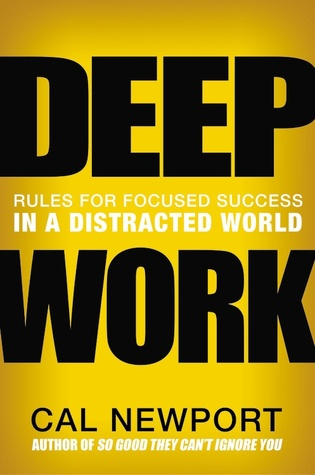 DEEP
RULES FOR FOCUSED SUCCESS
IN A DISTRACTED WORLD
WORK
CAL NEWPORT
AUTHOR OF SO GOOD THEY CAN'T IGNORE YOU